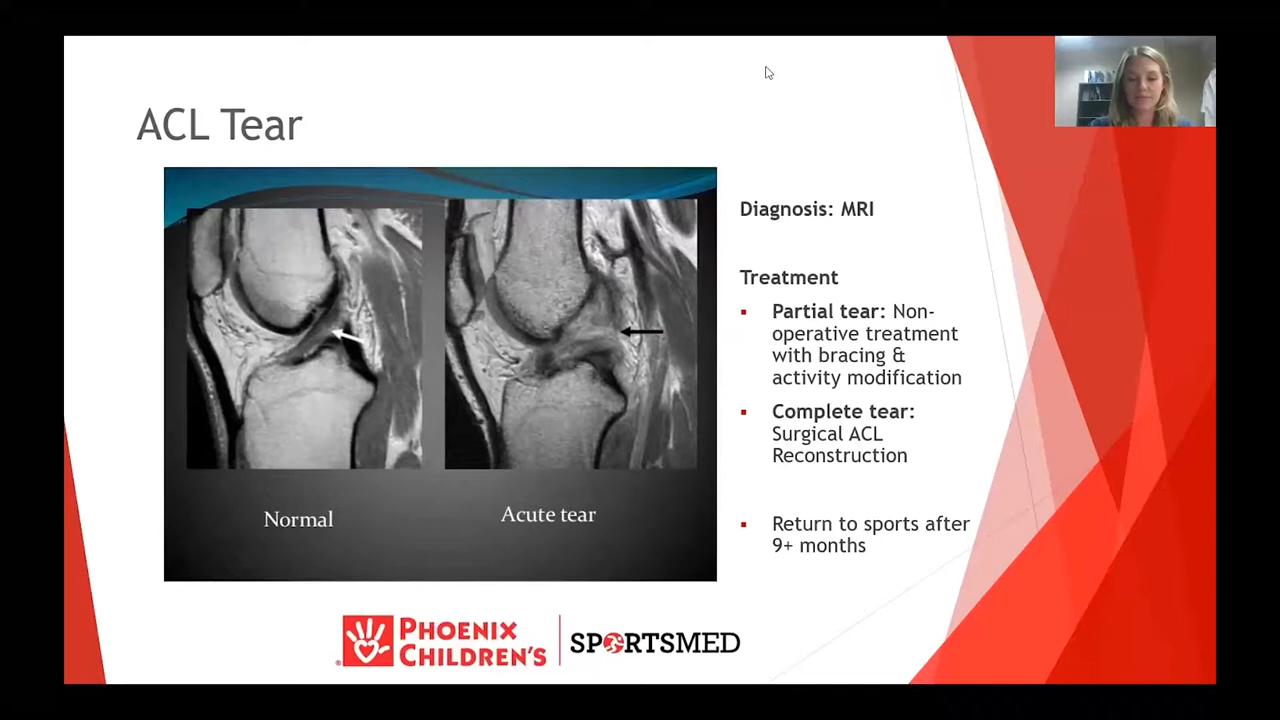 ACL Tear
Diagnosis: MRI
Treatment
▪ Partial tear: Non-
operative treatment
with bracing &
activity modification
▪ Complete tear:
Surgical ACL
Reconstruction
▪ Return to sports after
9+ months
Normal
Acute tear
PHOENIX
CHILDREN'S
SPORTSMED